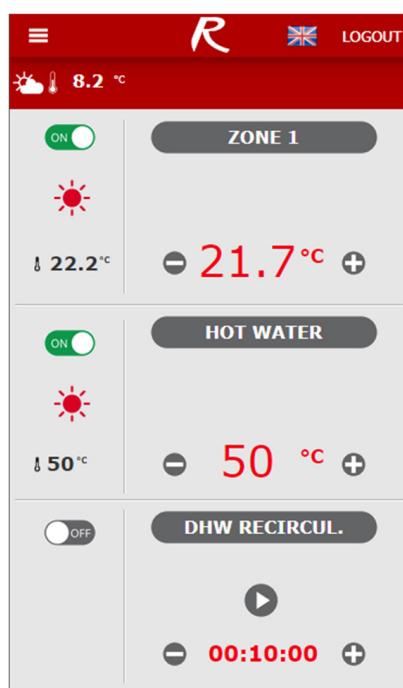 R LOGOUT
8.2 °C
ON ZONE 1
22.2°C 21.7°C
ON HOT WATER
50°C 50 °C
OFF DHW RECIRCUL.
00:10:00